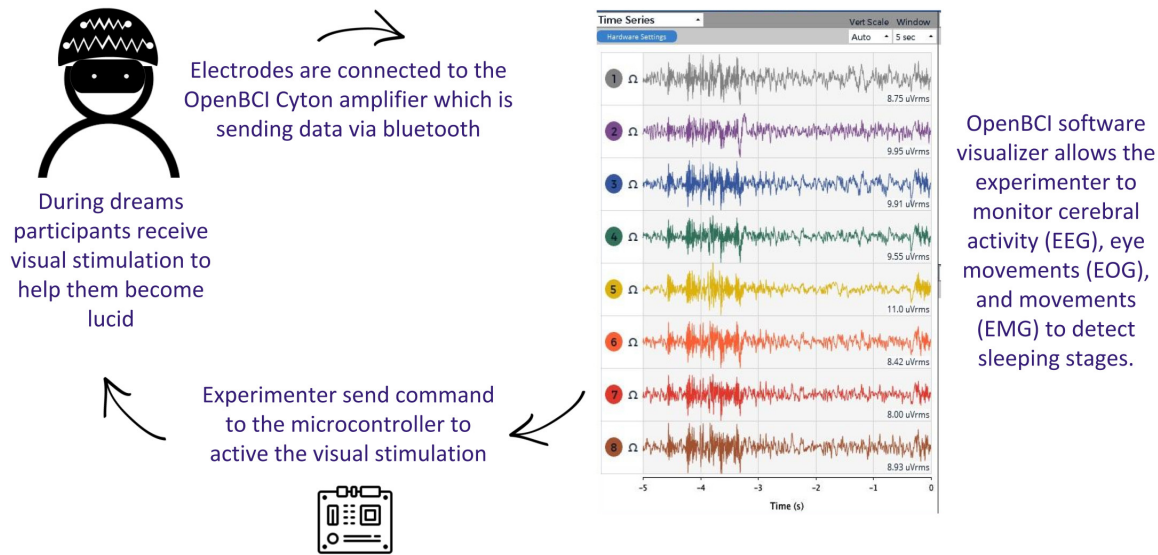 Electrodes are connected to the
OpenBCI Cyton amplifier which is
sending data via bluetooth
During dreams
participants receive
visual stimulation to
help them become
lucid
Experimenter send command
to the microcontroller to
active the visual stimulation
Time Series
Vert Scale Window
Hardware Settings
Auto 5 sec
1 Ω
8.75 uVrms
2 Ω
9.95 uVrms
3 Ω
9.91 uVrms
4 Ω
9.55 uVrms
5 Ω
11.0 uVrms
6 Ω
8.42 uVrms
7 Ω
8.00 uVrms
8 Ω
8.93 uVrms
-5 -4 -3 -2 -1 0
Time (s)
OpenBCI software
visualizer allows the
experimenter to
monitor cerebral
activity (EEG), eye
movements (EOG),
and movements
(EMG) to detect
sleeping stages.